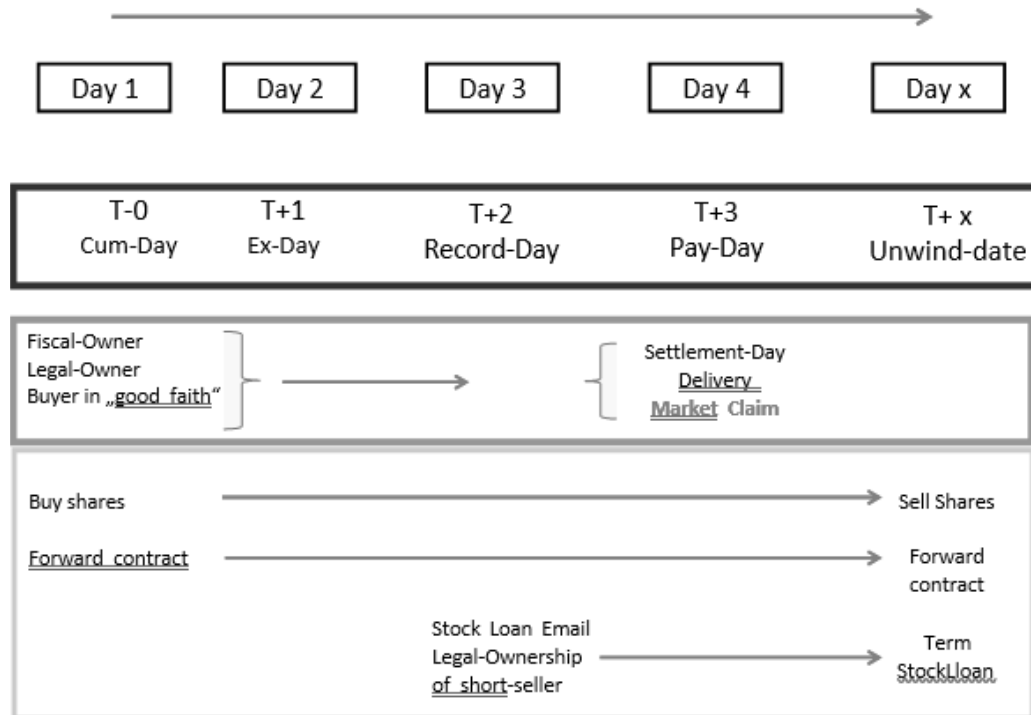 Day 1 Day 2 Day 3 Day 4 Day x
T-0 T+1 T+2 T+3 T+ x
Cum-Day Ex-Day Record-Day Pay-Day Unwind-date
Fiscal-Owner
Legal-Owner
Buyer in „good faith“
Settlement-Day
Delivery
Market Claim
Buy shares Sell Shares
Forward contract Forward
contract
Stock Loan Email
Legal-Ownership
of short-seller
Term
StockLloan